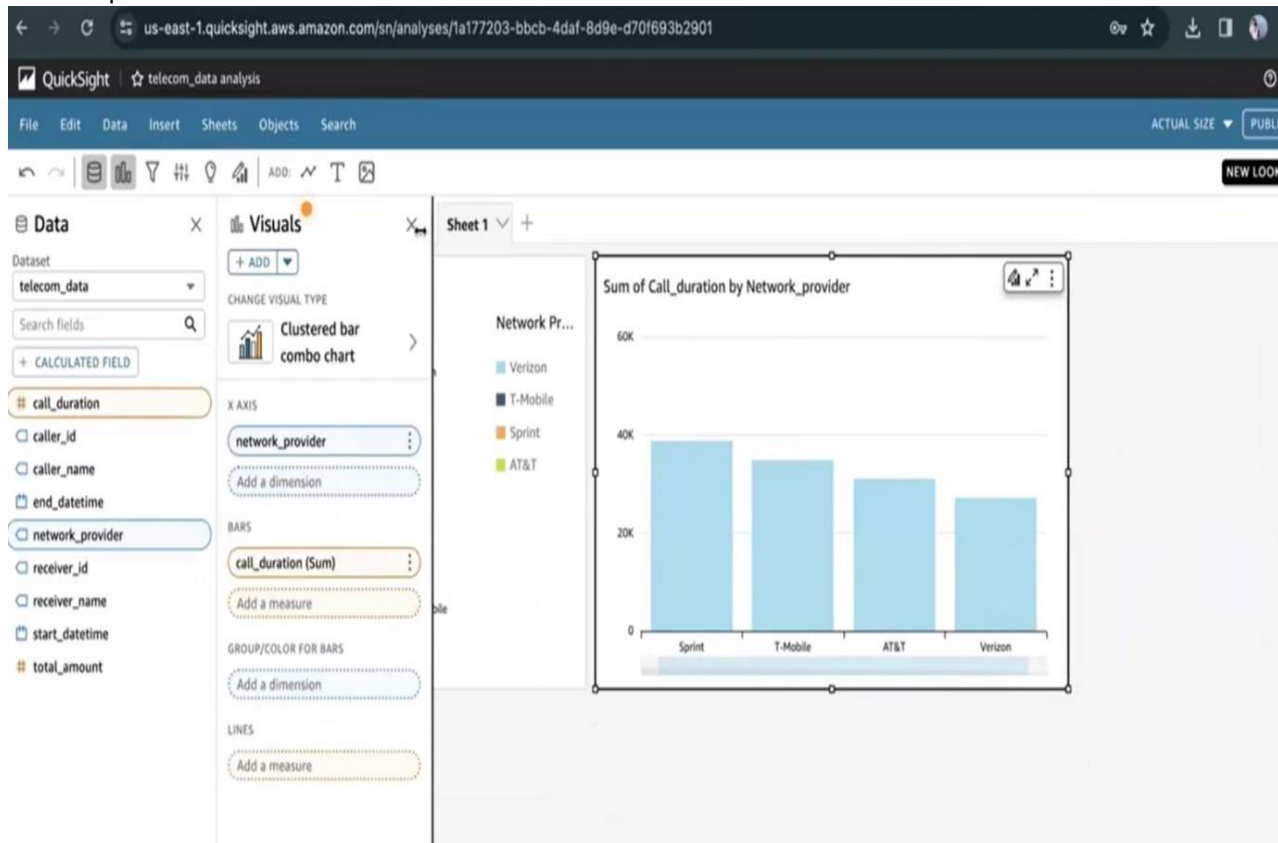 us-east-1.quicksight.aws.amazon.com/sn/analyses/1a177203-bbcb-4daf-8d9e-d70f693b2901
QuickSight
telecom_data analysis
File Edit Data Insert Sheets Objects Search
ACTUAL SIZE
ADD:
T
NEW LOOK
Data
Dataset
telecom_data
Search fields
+ CALCULATED FIELD
# call_duration
caller_id
caller_name
end_datetime
network_provider
receiver_id
receiver_name
start_datetime
# total_amount
Visuals
+ ADD
CHANGE VISUAL TYPE
Clustered bar
combo chart
X AXIS
network_provider
Add a dimension
BARS
call_duration (Sum)
Add a measure
GROUP/COLOR FOR BARS
Add a dimension
LINES
Add a measure
Sheet 1
Network Pr...
Verizon
T-Mobile
Sprint
AT&T
Sum of Call_duration by Network_provider
60K
40K
20K
0
Sprint T-Mobile AT&T Verizon